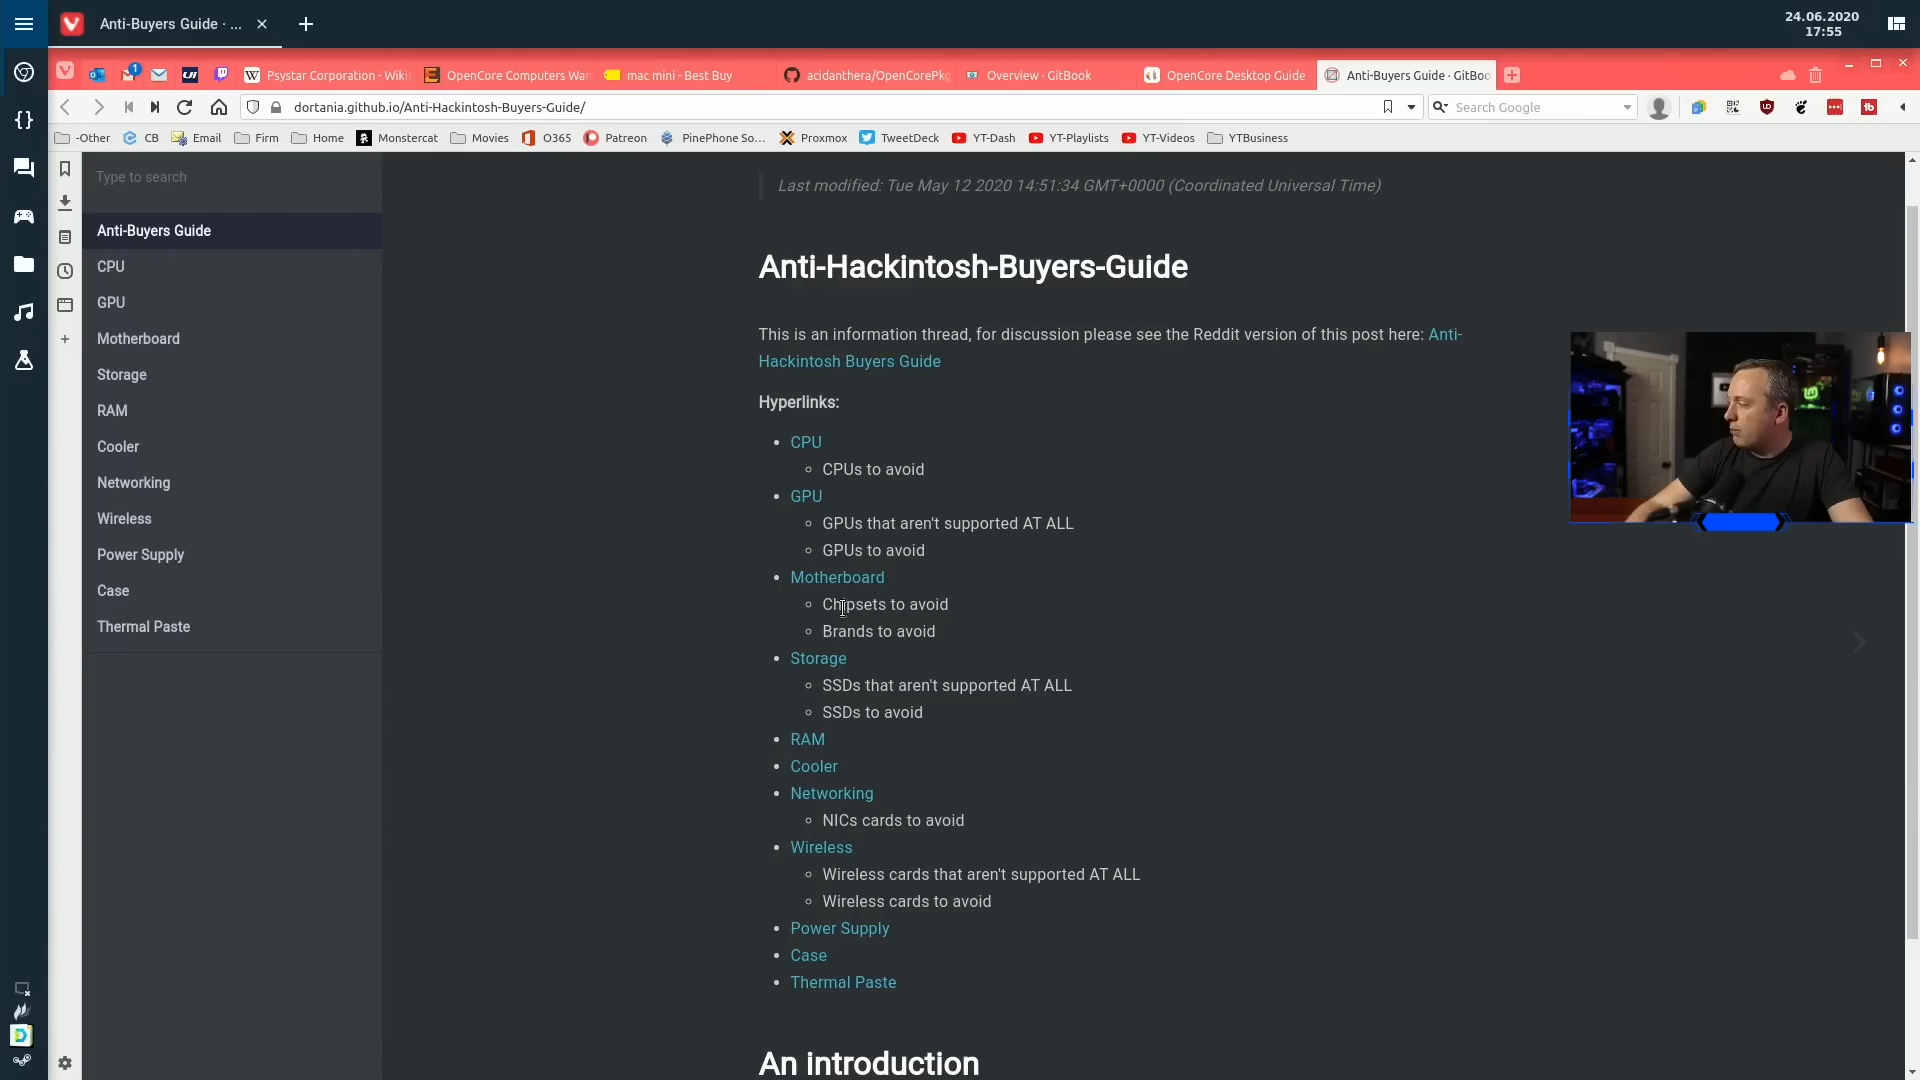 Anti-Buyers Guide · ...
24.06.2020
17:55
1
Psystar Corporation - Wiki
OpenCore Computers War
mac mini - Best Buy
acidanthera/OpenCorePkg
Overview · GitBook
OpenCore Desktop Guide
Anti-Buyers Guide · GitBoo
dortania.github.io/Anti-Hackintosh-Buyers-Guide/
Search Google
-Other
CB
Email
Firm
Home
Monstercat
Movies
O365
Patreon
PinePhone So...
Proxmox
TweetDeck
YT-Dash
YT-Playlists
YT-Videos
YTBusiness
Type to search
Anti-Buyers Guide
CPU
GPU
Motherboard
Storage
RAM
Cooler
Networking
Wireless
Power Supply
Case
Thermal Paste
Last modified: Tue May 12 2020 14:51:34 GMT+0000 (Coordinated Universal Time)
Anti-Hackintosh-Buyers-Guide
This is an information thread, for discussion please see the Reddit version of this post here: Anti-
Hackintosh Buyers Guide
Hyperlinks:
CPU
CPUs to avoid
GPU
GPUs that aren't supported AT ALL
GPUs to avoid
Motherboard
Chipsets to avoid
Brands to avoid
Storage
SSDs that aren't supported AT ALL
SSDs to avoid
RAM
Cooler
Networking
NICs cards to avoid
Wireless
Wireless cards that aren't supported AT ALL
Wireless cards to avoid
Power Supply
Case
Thermal Paste
An introduction